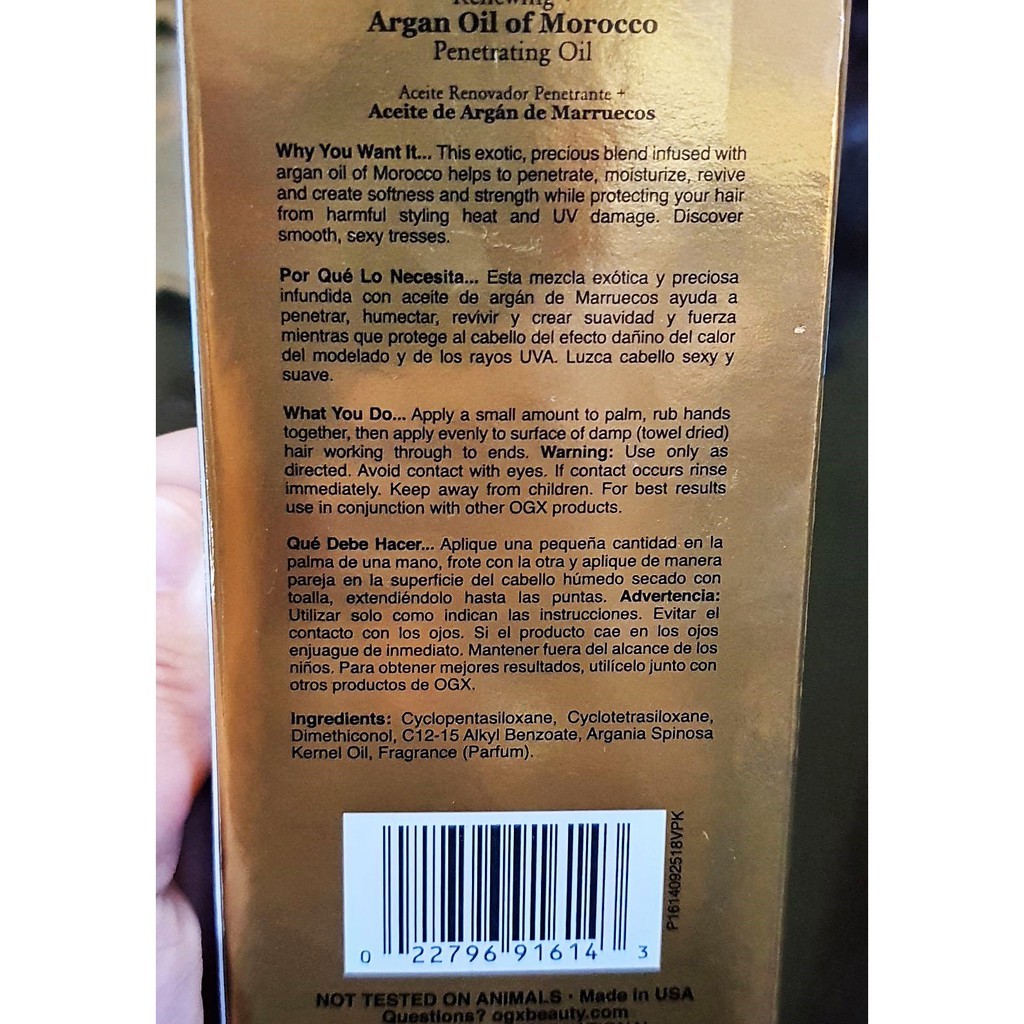 Renewing +
Argan Oil of Morocco
Penetrating Oil
Aceite Renovador Penetrante +
Aceite de Argán de Marruecos
Why You Want It... This exotic, precious blend infused with
argan oil of Morocco helps to penetrate, moisturize, revive
and create softness and strength while protecting your hair
from harmful styling heat and UV damage. Discover
smooth, sexy tresses.
Por Qué Lo Necesita... Esta mezcla exótica y preciosa
infundida con aceite de argán de Marruecos ayuda a
penetrar, humectar, revivir y crear suavidad y fuerza
mientras que protege al cabello del efecto dañino del calor
del modelado y de los rayos UVA. Luzca cabello sexy y
suave.
What You Do... Apply a small amount to palm, rub hands
together, then apply evenly to surface of damp (towel dried)
hair working through to ends. Warning: Use only as
directed. Avoid contact with eyes. If contact occurs rinse
immediately. Keep away from children. For best results
use in conjunction with other OGX products.
Qué Debe Hacer... Aplique una pequeña cantidad en la
palma de una mano, frote con la otra y aplique de manera
pareja en la superficie del cabello húmedo secado con
toalla, extendiéndolo hasta las puntas. Advertencia:
Utilizar solo como indican las instrucciones. Evitar el
contacto con los ojos. Si el producto cae en los ojos
enjuague de inmediato. Mantener fuera del alcance de los
niños. Para obtener mejores resultados, utilícelo junto con
otros productos de OGX.
Ingredients: Cyclopentasiloxane, Cyclotetrasiloxane,
Dimethiconol, C12-15 Alkyl Benzoate, Argania Spinosa
Kernel Oil, Fragrance (Parfum).
P1614092518VPK
0 22796 91614 3
NOT TESTED ON ANIMALS · Made in USA
Questions? ogxbeauty.com